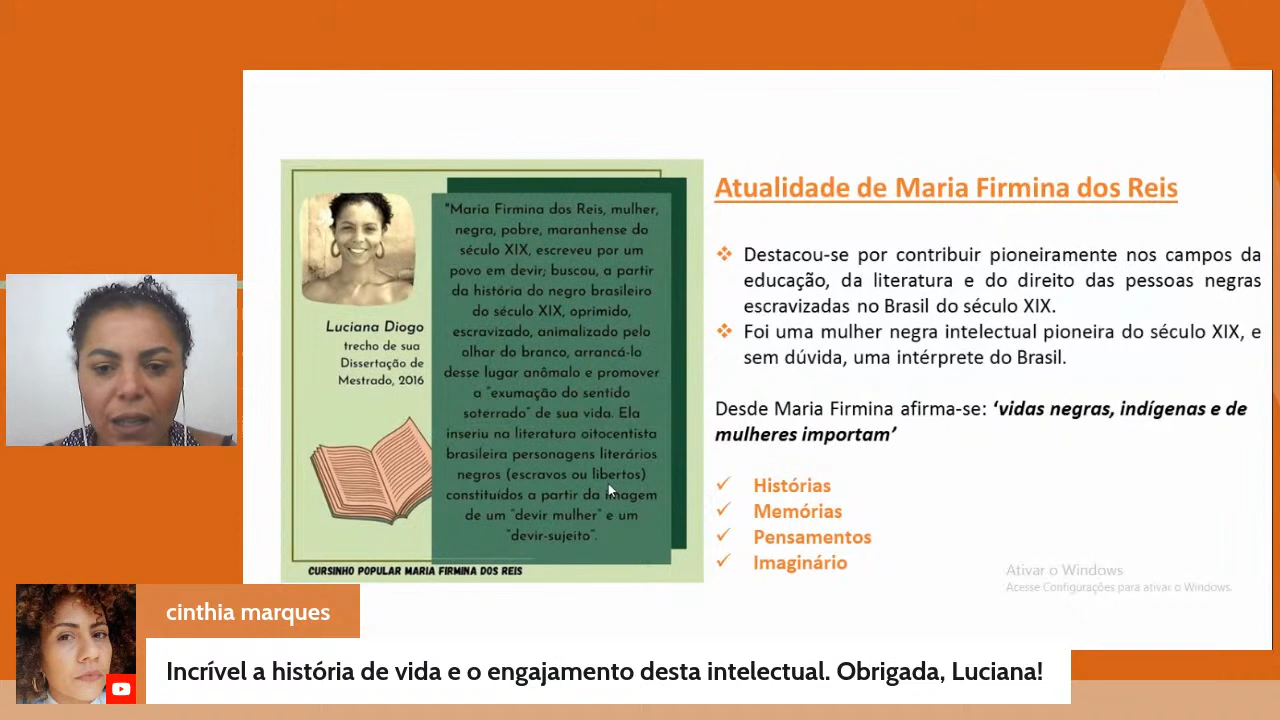 "Maria Firmina dos Reis, mulher,
negra, pobre, maranhense do
século XIX, escreveu por um
povo em devir; buscou, a partir
da história do negro brasileiro
do século XIX, oprimido,
escravizado, animalizado pelo
olhar do branco, arrancá-lo
desse lugar anômalo e promover
a "exumação do sentido
soterrado" de sua vida. Ela
inseriu na literatura oitocentista
brasileira personagens literários
negros (escravos ou libertos)
constituídos a partir da imagem
de um "devir mulher" e um
"devir-sujeito".
Luciana Diogo
trecho de sua
Dissertação de
Mestrado, 2016
CURSINHO POPULAR MARIA FIRMINA DOS REIS
Atualidade de Maria Firmina dos Reis
Destacou-se por contribuir pioneiramente nos campos da
educação, da literatura e do direito das pessoas negras
escravizadas no Brasil do século XIX.
Foi uma mulher negra intelectual pioneira do século XIX, e
sem dúvida, uma intérprete do Brasil.
Desde Maria Firmina afirma-se: ‘vidas negras, indígenas e de
mulheres importam’
Histórias
Memórias
Pensamentos
Imaginário
Ativar o Windows
Acesse Configurações para ativar o Windows.
cinthia marques
Incrível a história de vida e o engajamento desta intelectual. Obrigada, Luciana!